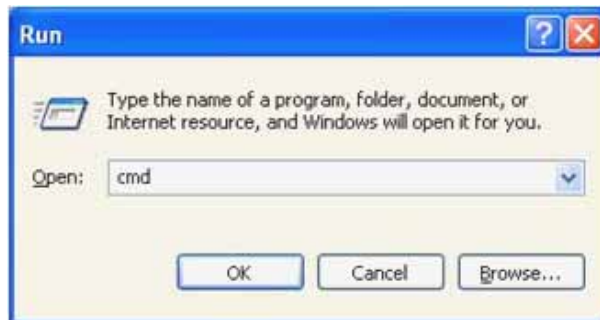 Run
Type the name of a program, folder, document, or
Internet resource, and Windows will open it for you.
Open: cmd
OK Cancel Browse...